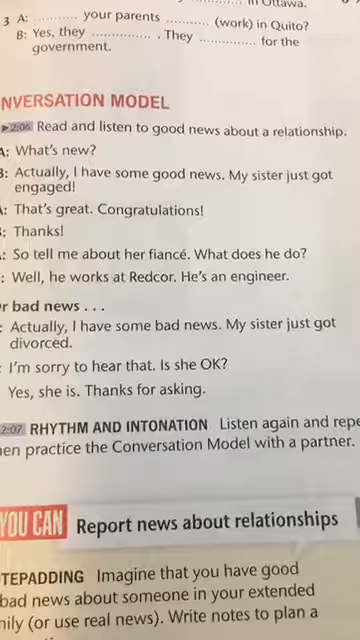 in Ottawa.
3 A: ........... your parents ........... (work) in Quito?
B: Yes, they ............... . They ............... for the
government.
NVERSATION MODEL
2:06 Read and listen to good news about a relationship.
A: What's new?
B: Actually, I have some good news. My sister just got
engaged!
A: That's great. Congratulations!
: Thanks!
: So tell me about her fiancé. What does he do?
: Well, he works at Redcor. He's an engineer.
r bad news . . .
: Actually, I have some bad news. My sister just got
divorced.
: I'm sorry to hear that. Is she OK?
Yes, she is. Thanks for asking.
2:07 RHYTHM AND INTONATION Listen again and repe
en practice the Conversation Model with a partner.
YOU CAN Report news about relationships
TEPADDING Imagine that you have good
bad news about someone in your extended
ily (or use real news). Write notes to plan a